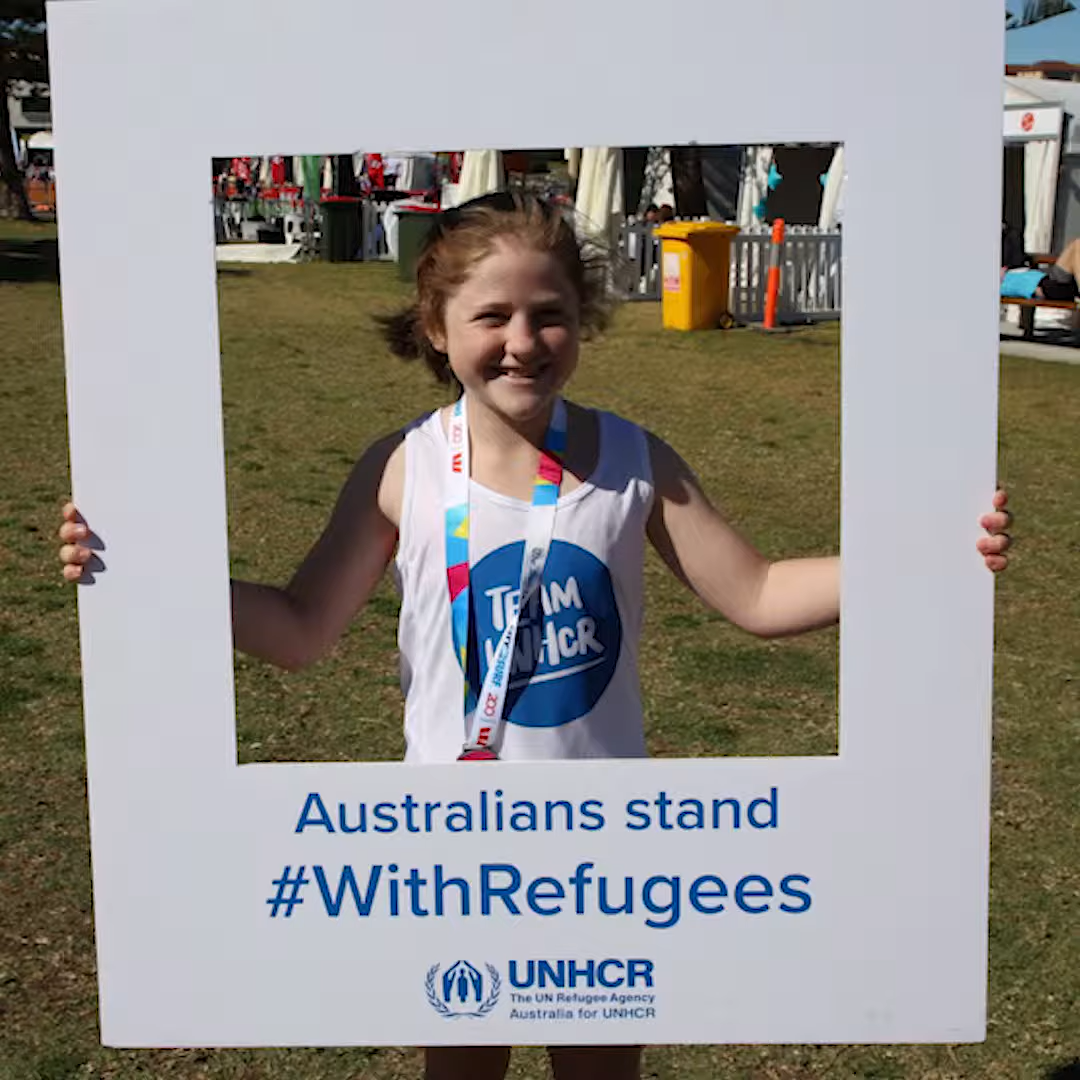 TEAM
UNHCR
Australians stand
#WithRefugees
UNHCR
The UN Refugee Agency
Australia for UNHCR